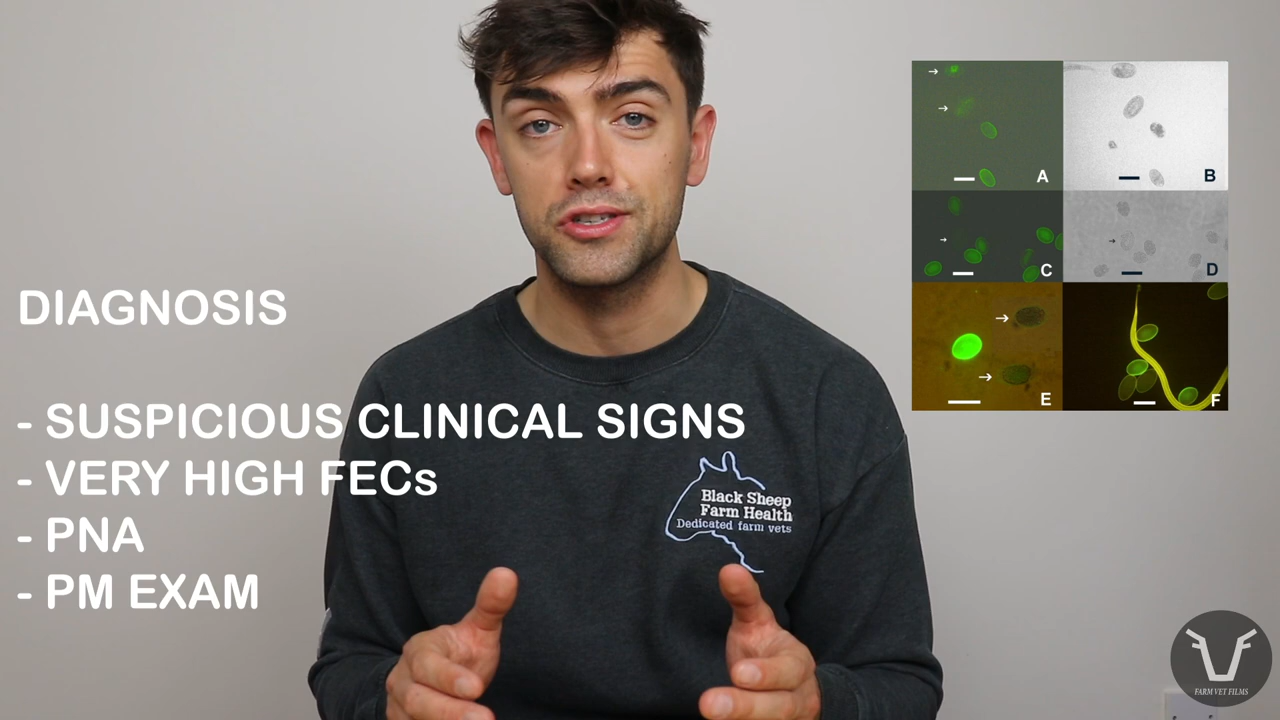 DIAGNOSIS
- SUSPICIOUS CLINICAL SIGNS
- VERY HIGH FECs
- PNA
- PM EXAM
A
B
C
D
E
F
Black Sheep
Farm Health
Dedicated farm vets
FARM VET FILMS